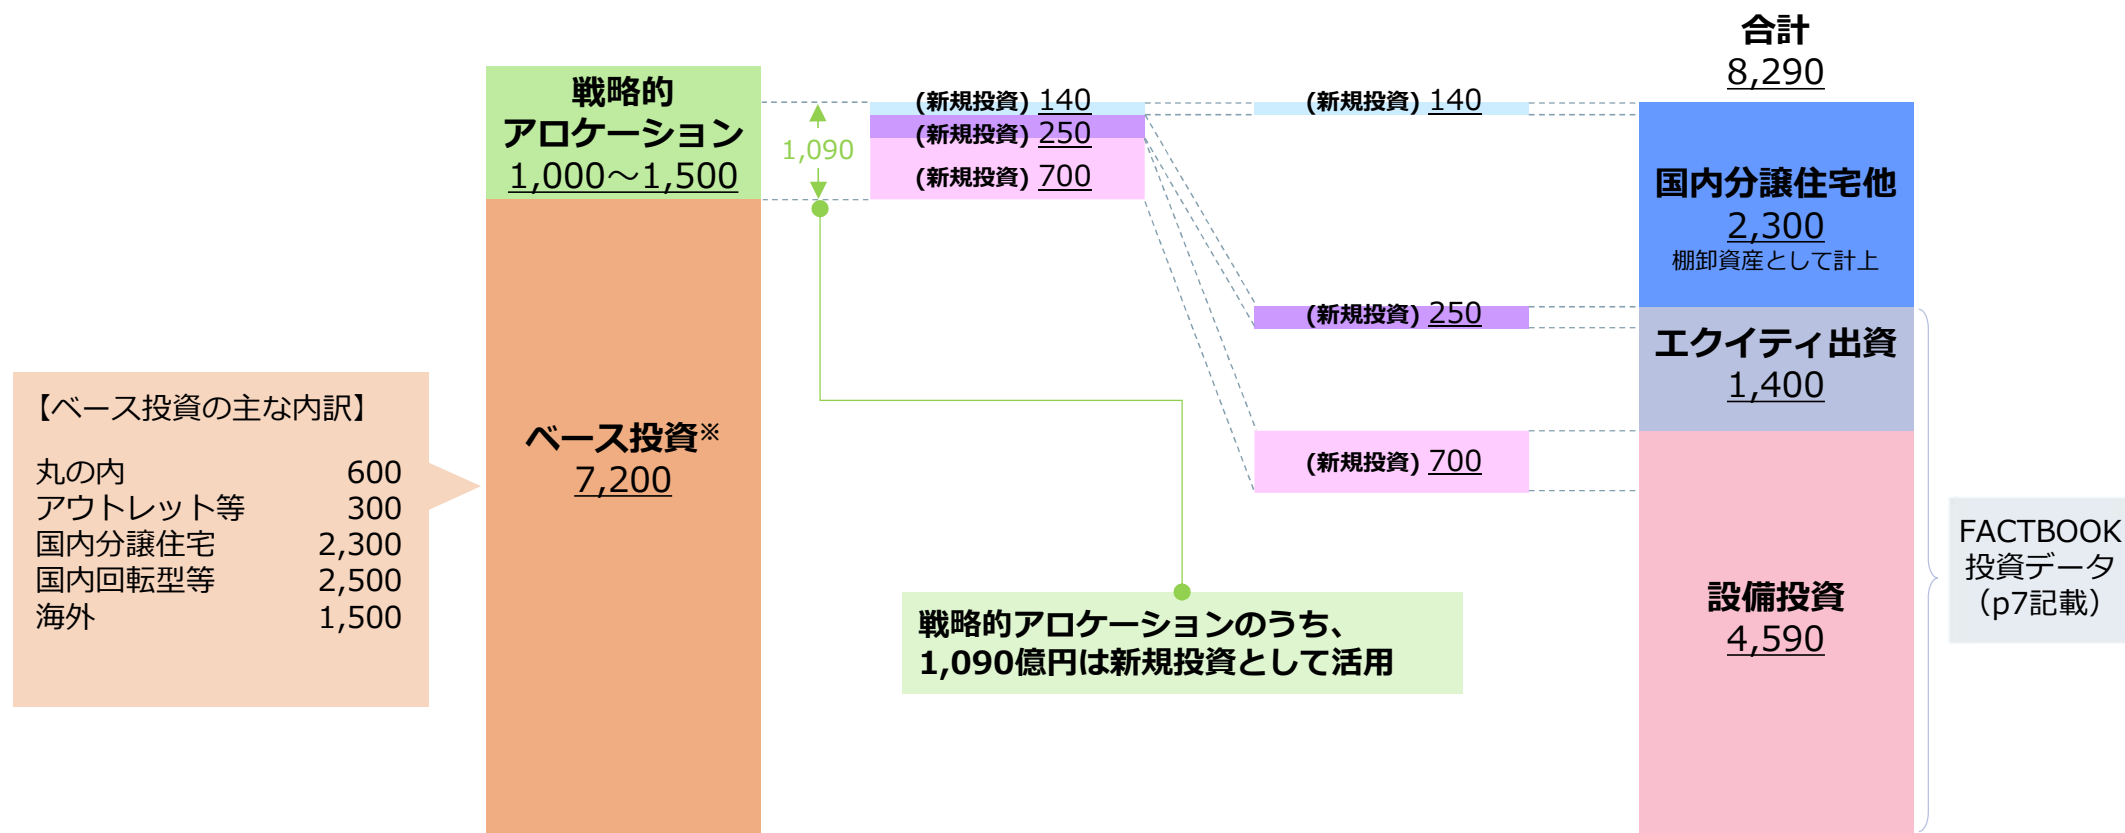 合計
8,290
戦略的
アロケーション
1,000～1,500
1,090
(新規投資) 140
(新規投資) 250
(新規投資) 700
(新規投資) 140
(新規投資) 250
(新規投資) 700
国内分譲住宅他
2,300
棚卸資産として計上
エクイティ出資
1,400
設備投資
4,590
ベース投資※
7,200
【ベース投資の主な内訳】
丸の内 600
アウトレット等 300
国内分譲住宅 2,300
国内回転型等 2,500
海外 1,500
戦略的アロケーションのうち、
1,090億円は新規投資として活用
FACTBOOK
投資データ
（p7記載）